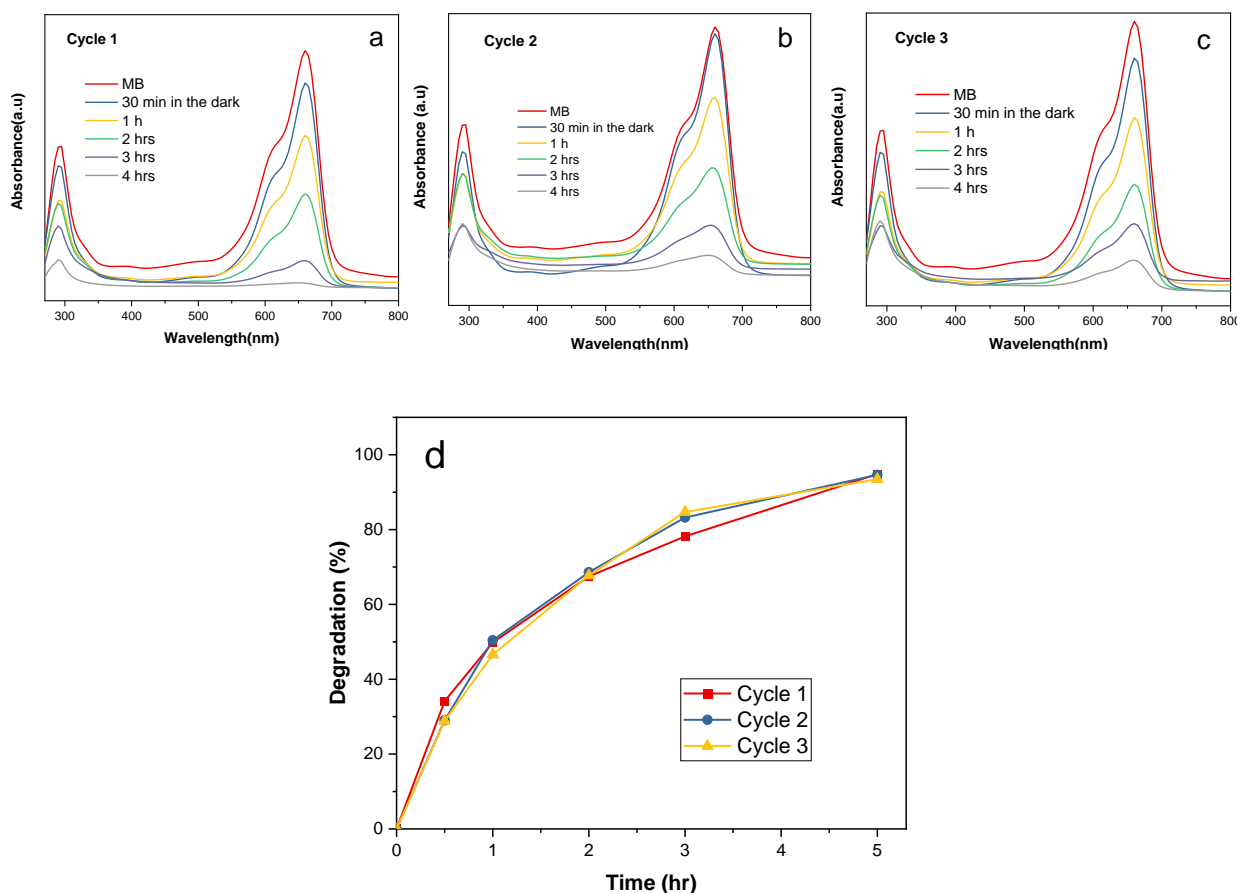 Cycle 1
a
MB
30 min in the dark
1 h
2 hrs
3 hrs
4 hrs
Absorbance(a.u)
300 400 500 600 700 800
Wavelength(nm)
Cycle 2
b
MB
30 min in the dark
1 h
2 hrs
3 hrs
4 hrs
Absorbance (a.u)
300 400 500 600 700 800
Wavelength(nm)
Cycle 3
c
MB
30 min in the dark
1 h
2 hrs
3 hrs
4 hrs
Absorbance(a.u)
300 400 500 600 700 800
Wavelength(nm)
d
100
80
60
40
20
0
Degradation (%)
Cycle 1
Cycle 2
Cycle 3
0 1 2 3 4 5
Time (hr)